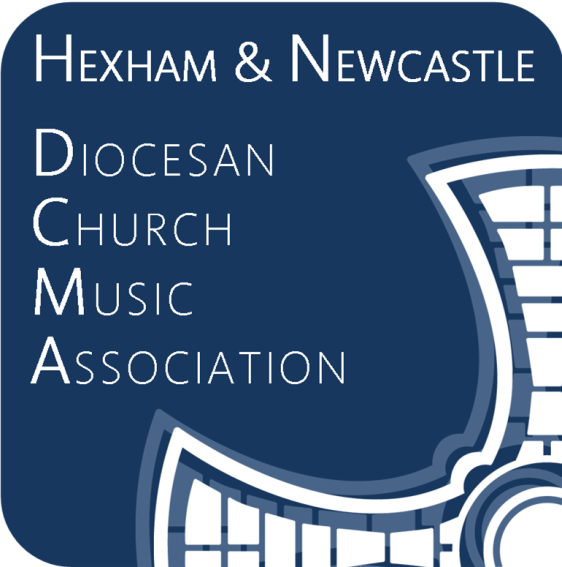 HEXHAM & NEWCASTLE
DIOCESAN
CHURCH
MUSIC
ASSOCIATION